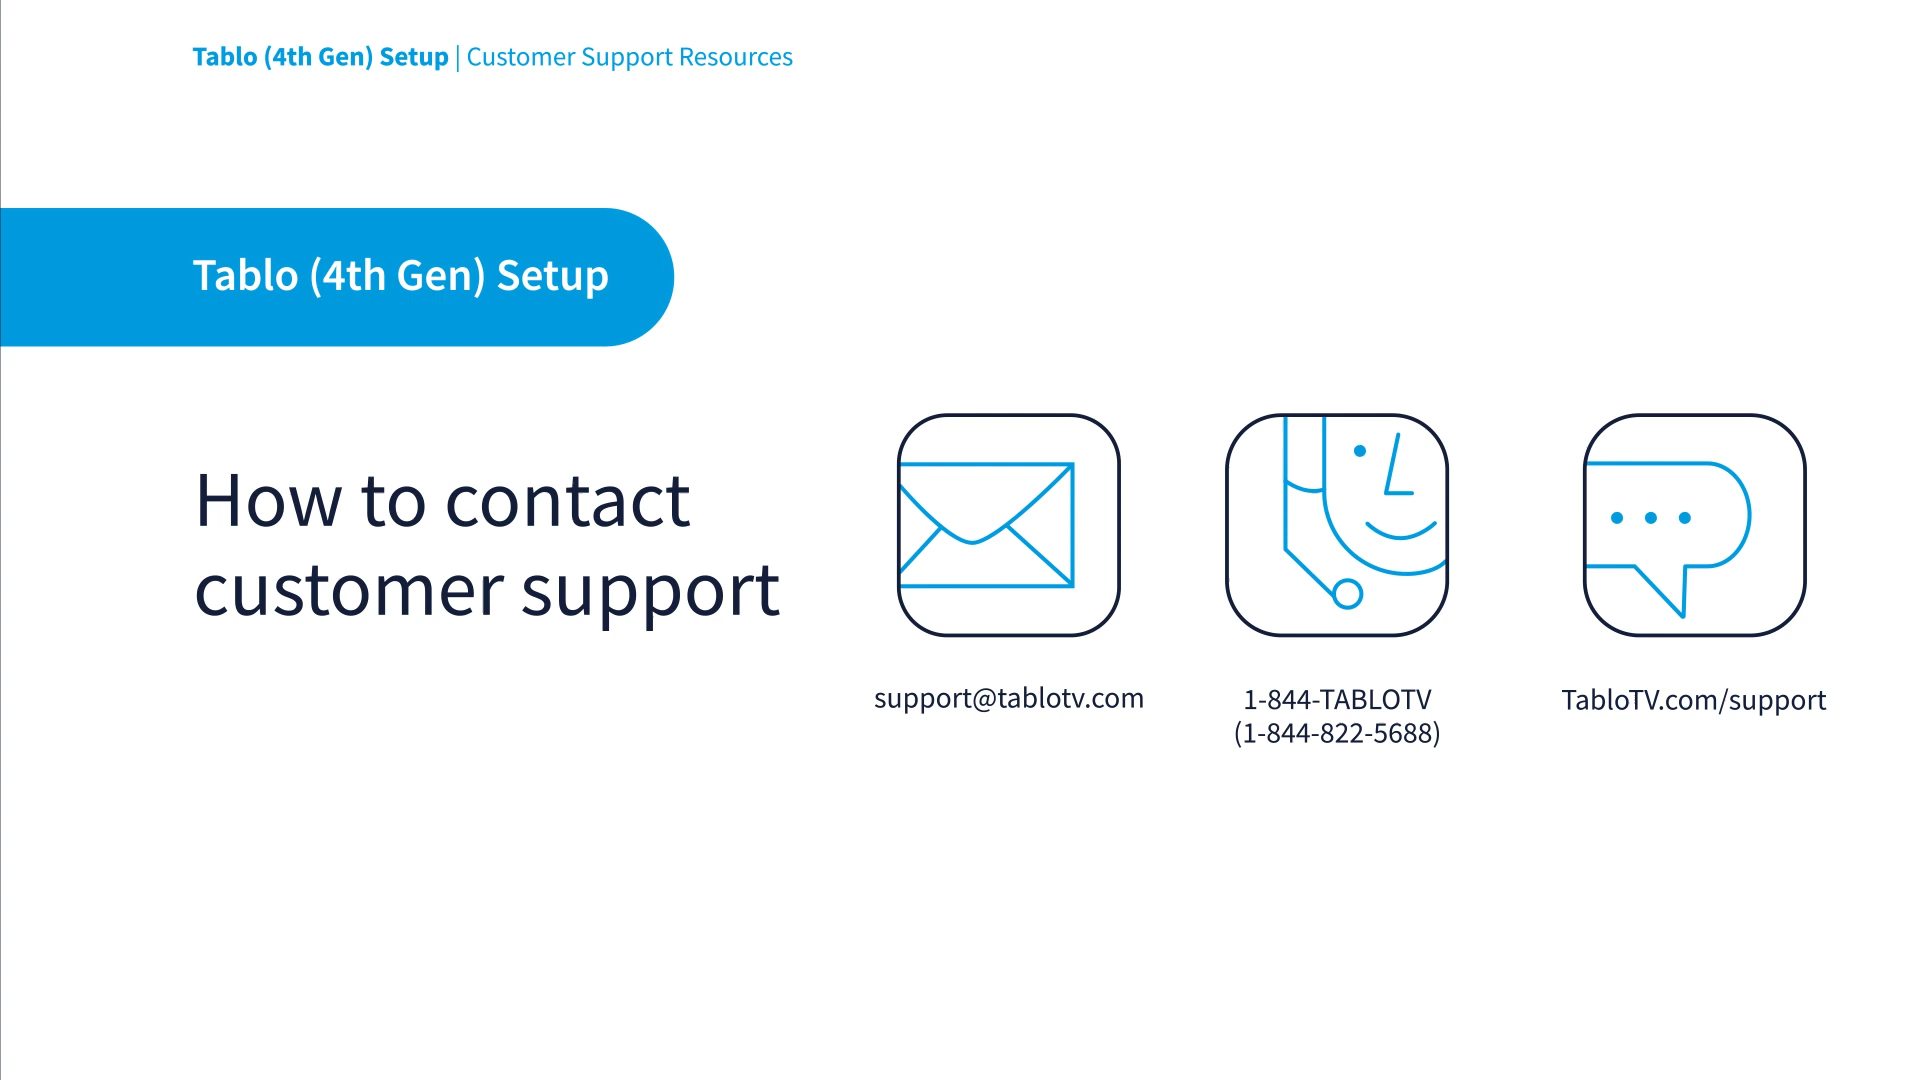 Tablo (4th Gen) Setup | Customer Support Resources
Tablo (4th Gen) Setup
How to contact
customer support
support@tablotv.com
1-844-TABLOTV
(1-844-822-5688)
TabloTV.com/support